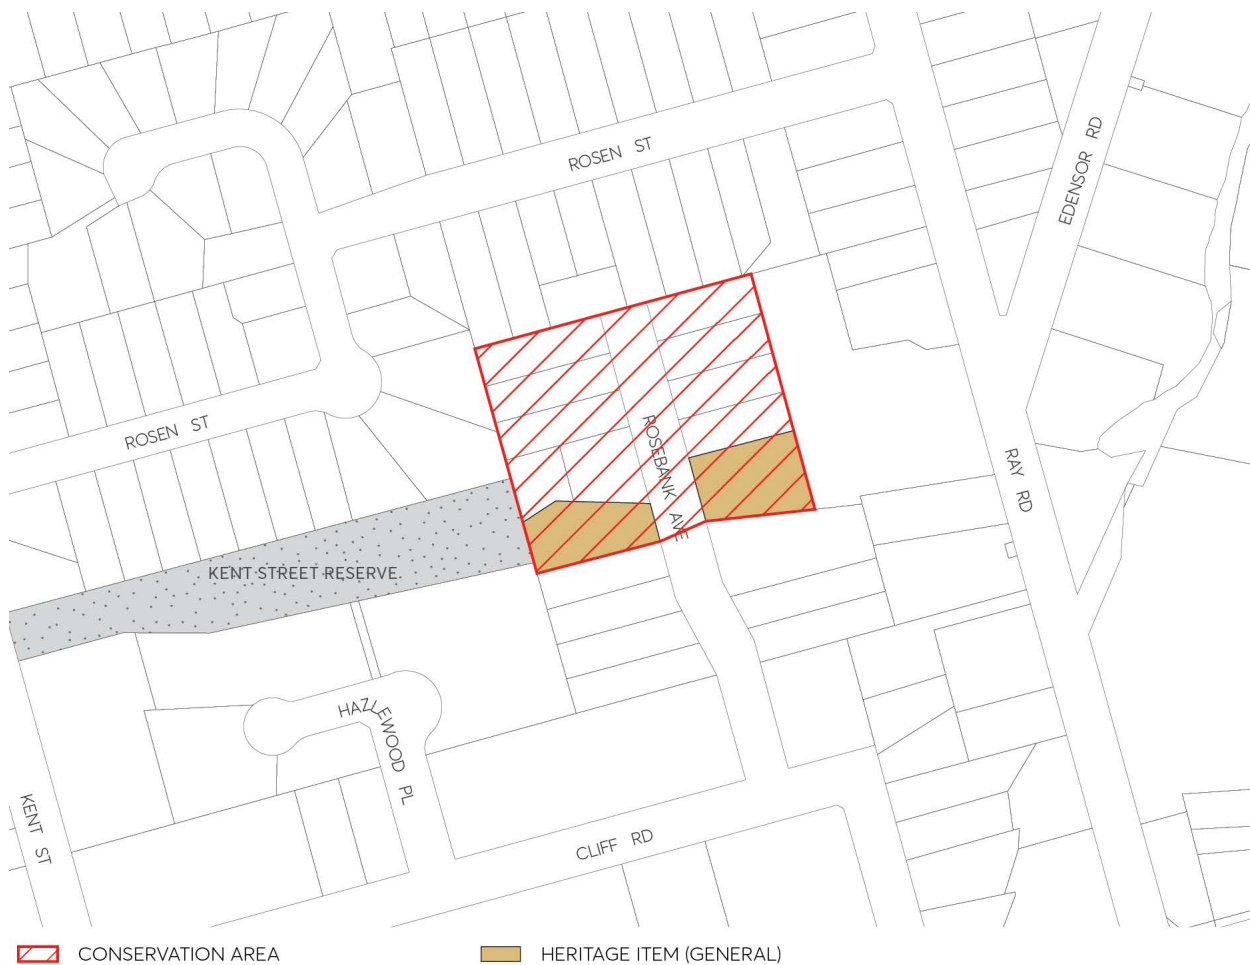 ROSEN ST
EDENSOR RD
ROSEN ST
ROSEBANK AVE
RAY RD
KENT STREET RESERVE
HAZLEWOOD PL
KENT ST
CLIFF RD
CONSERVATION AREA
HERITAGE ITEM (GENERAL)